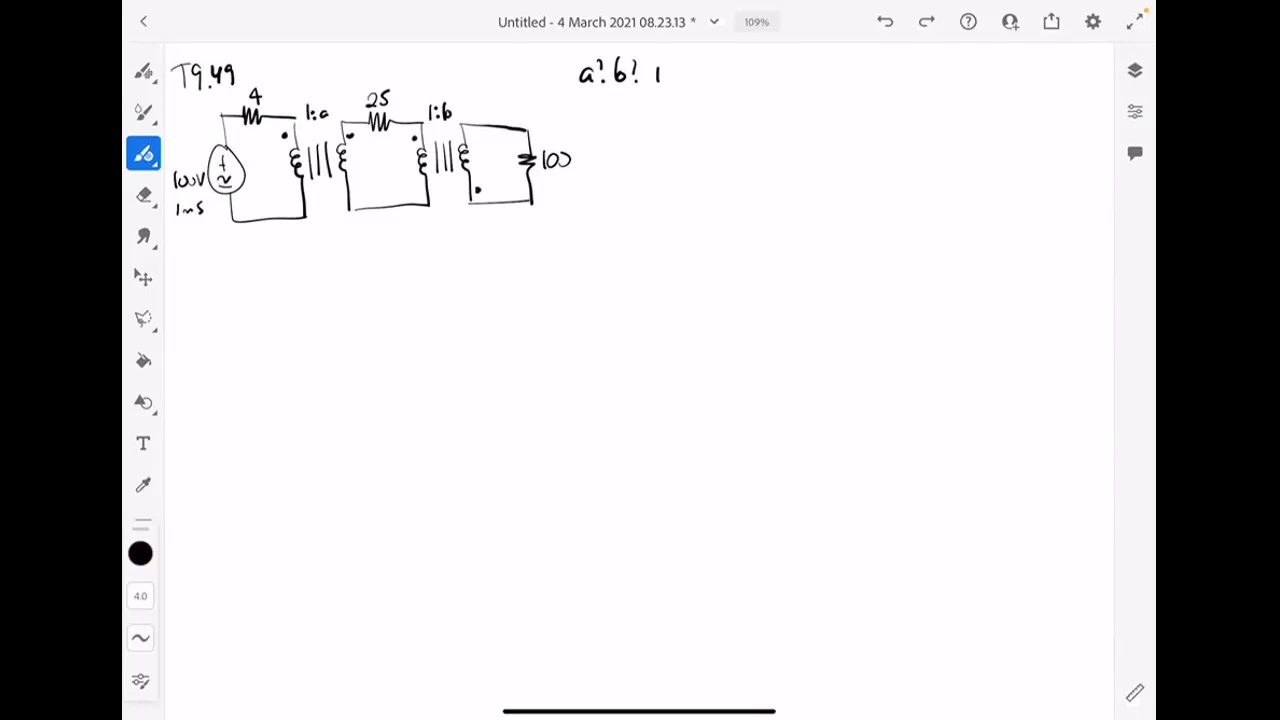 Untitled - 4 March 2021 08.23.13 *
109%
T9.49
a? b? 1
4
1:a
25
1:b
100V
1ms
100
T
4.0